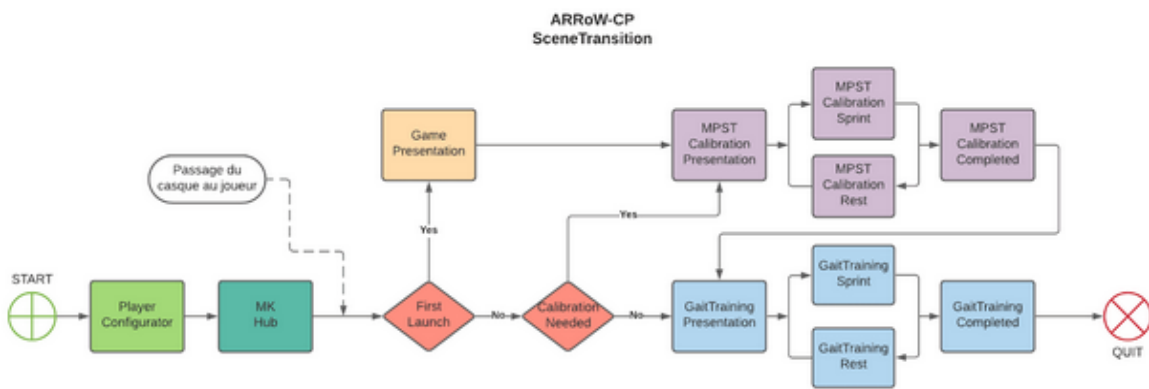 ARRoW-CP
SceneTransition
MPST
Calibration
Sprint
Game
Presentation
MPST
Calibration
Presentation
MPST
Calibration
Completed
Passage du
casque au joueur
MPST
Calibration
Rest
Yes
Yes
START
Player
Configurator
MK
Hub
First
Launch
No
Calibration
Needed
No
GaitTraining
Presentation
GaitTraining
Sprint
GaitTraining
Rest
GaitTraining
Completed
QUIT